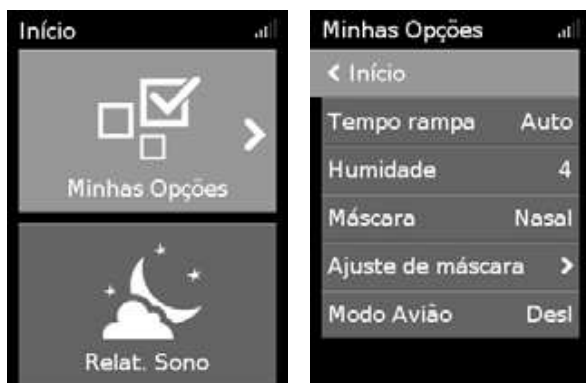 Início
Minhas Opções
Relat. Sono
Minhas Opções
Início
Tempo rampa Auto
Humidade 4
Máscara Nasal
Ajuste de máscara
Modo Avião Desl